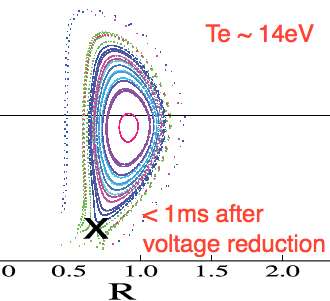 Te ~ 14eV
X
< 1ms after
voltage reduction
0 0.5 1.0 1.5 2.0
R